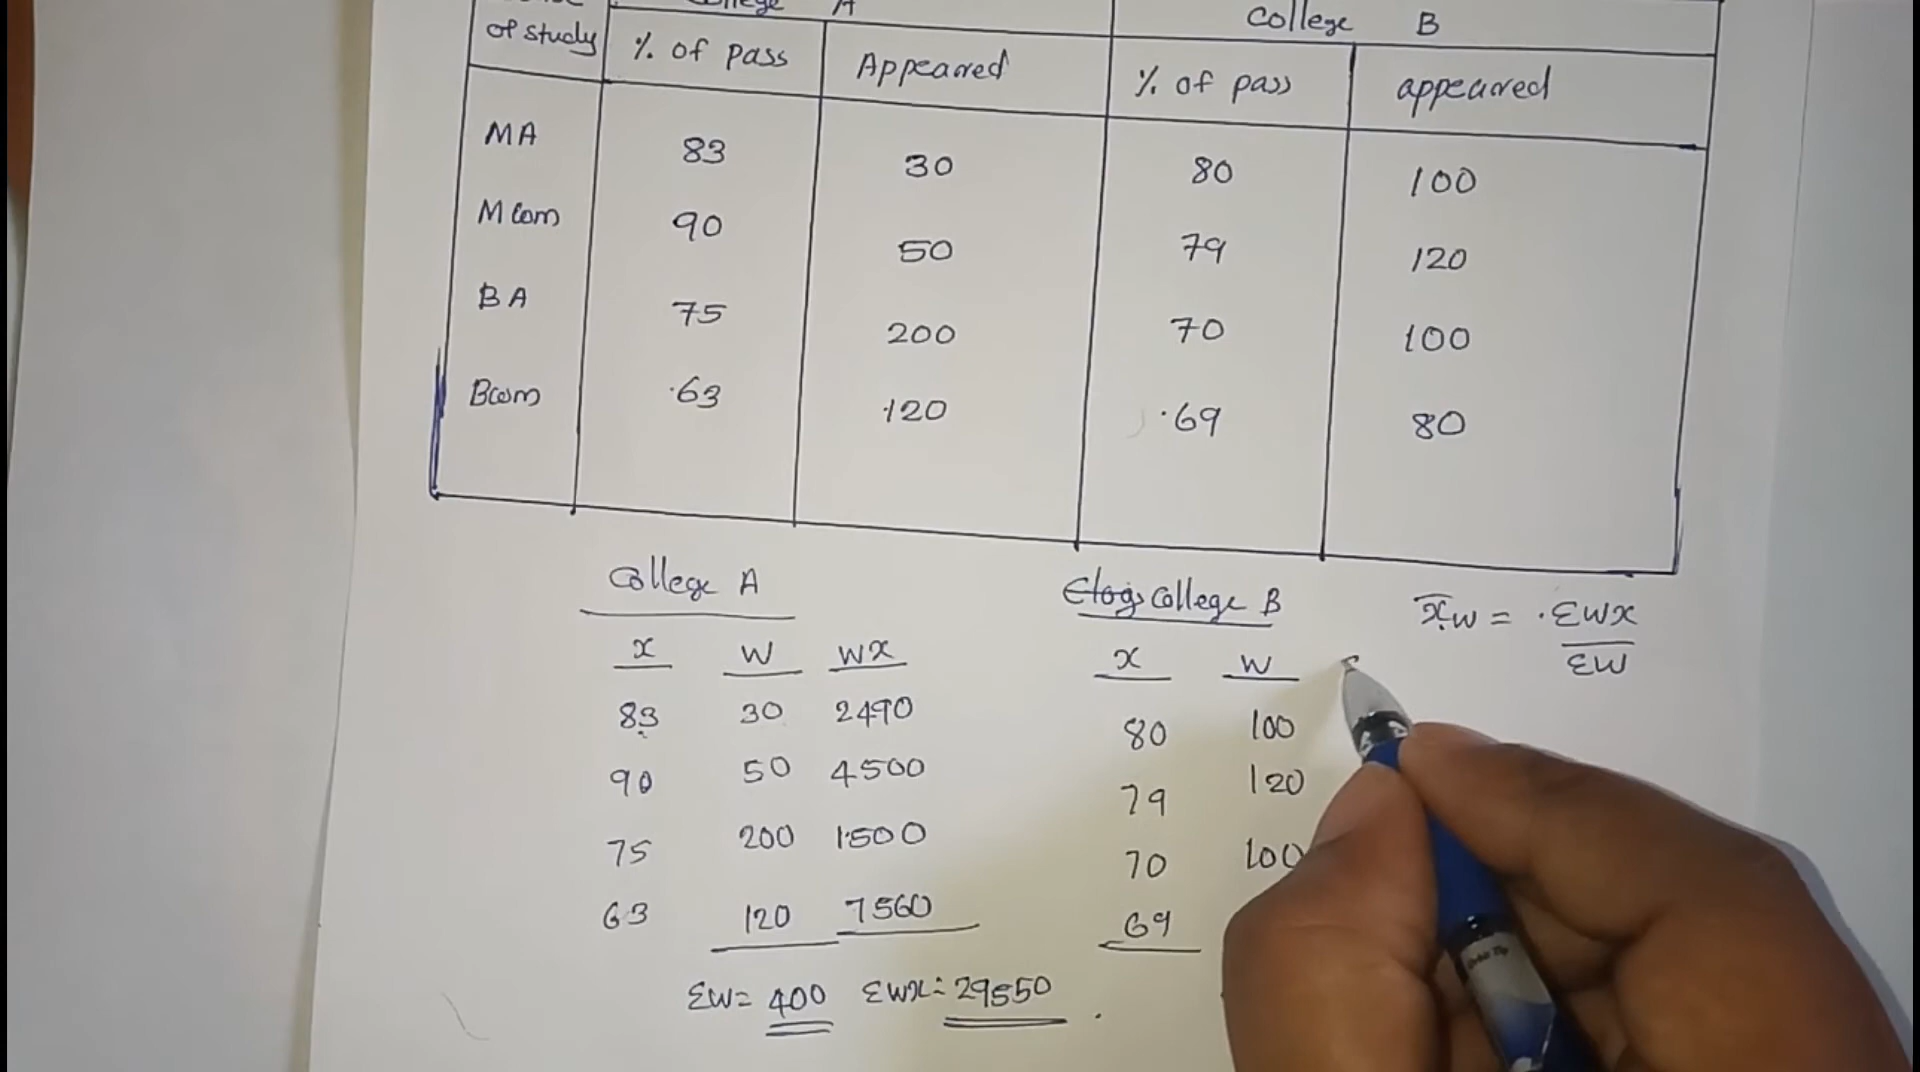 College A College B
of study % of pass Appeared % of pass appeared
MA 83 30 80 100
M Com 90 50 79 120
BA 75 200 70 100
Bcom .63 120 .69 80
College A College B x̄w = ΣWx
ΣW
x W Wx x W
83 30 2490 80 100
90 50 4500 79 120
75 200 1500 70 100
63 120 7560 69
ΣW= 400 ΣWx= 29550